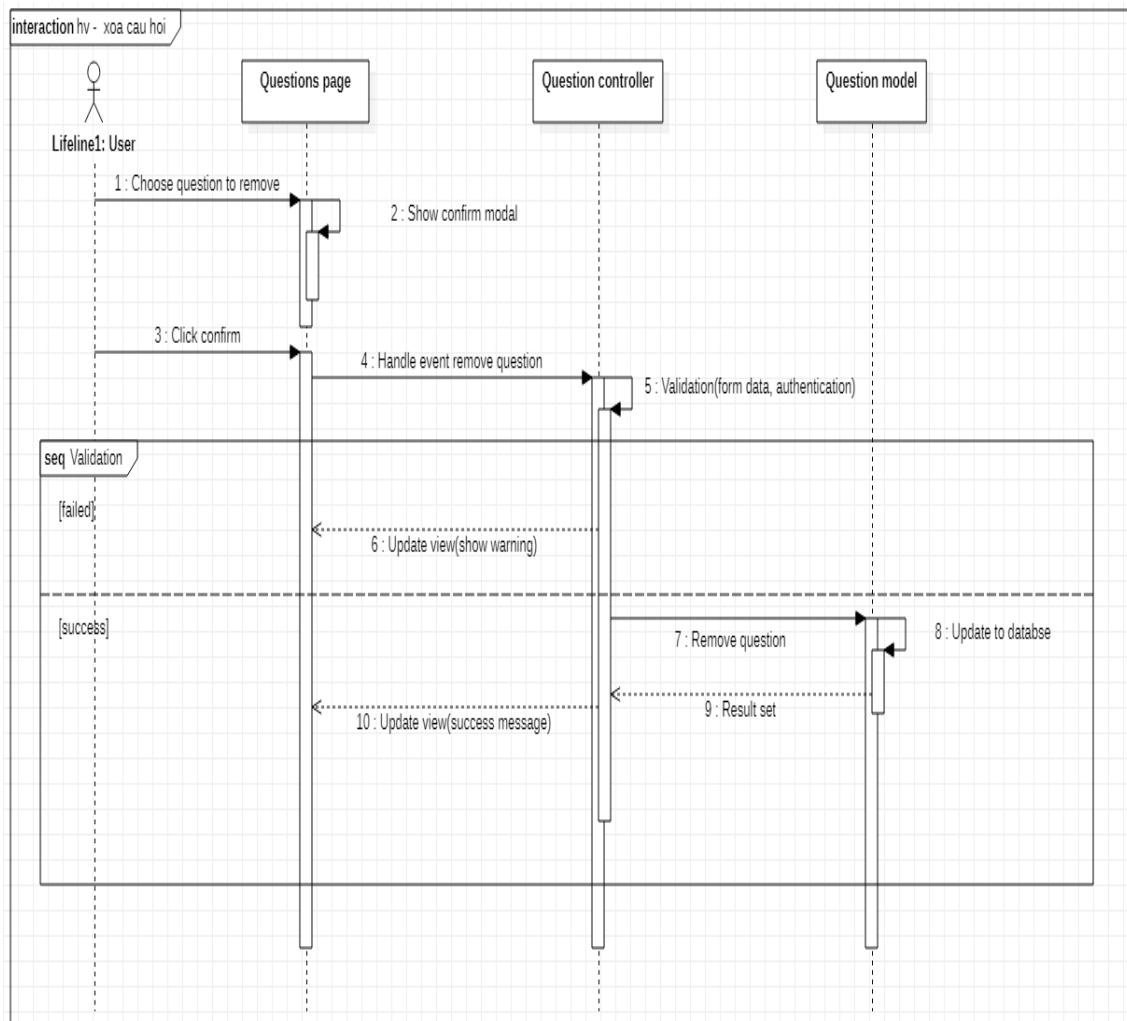 interaction hv - xoa cau hoi
Questions page
Question controller
Question model
Lifeline1: User
1 : Choose question to remove
2 : Show confirm modal
3 : Click confirm
4 : Handle event remove question
5 : Validation(form data, authentication)
seq Validation
[failed]
6 : Update view(show warning)
[success]
7 : Remove question
8 : Update to databse
9 : Result set
10 : Update view(success message)